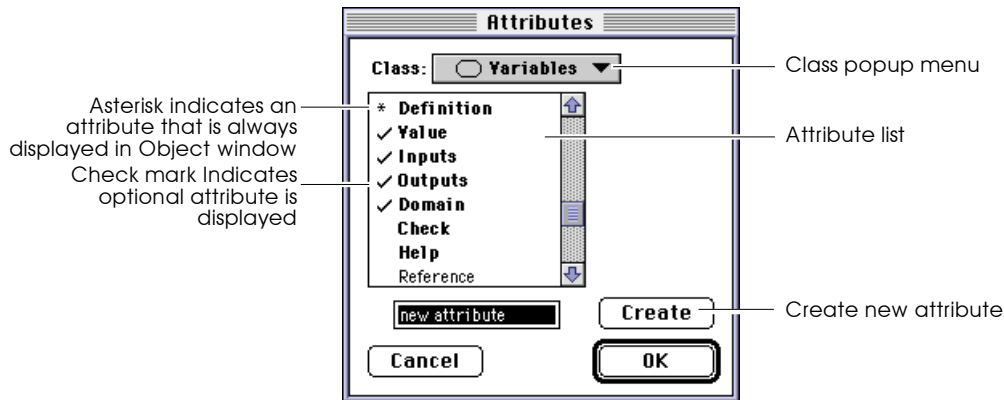 Attributes
Class: Variables
Class popup menu
Asterisk indicates an
attribute that is always
displayed in Object window
Check mark Indicates
optional attribute is
displayed
* Definition
✓ Value
✓ Inputs
✓ Outputs
✓ Domain
Check
Help
Reference
Attribute list
new attribute
Create
Create new attribute
Cancel
OK